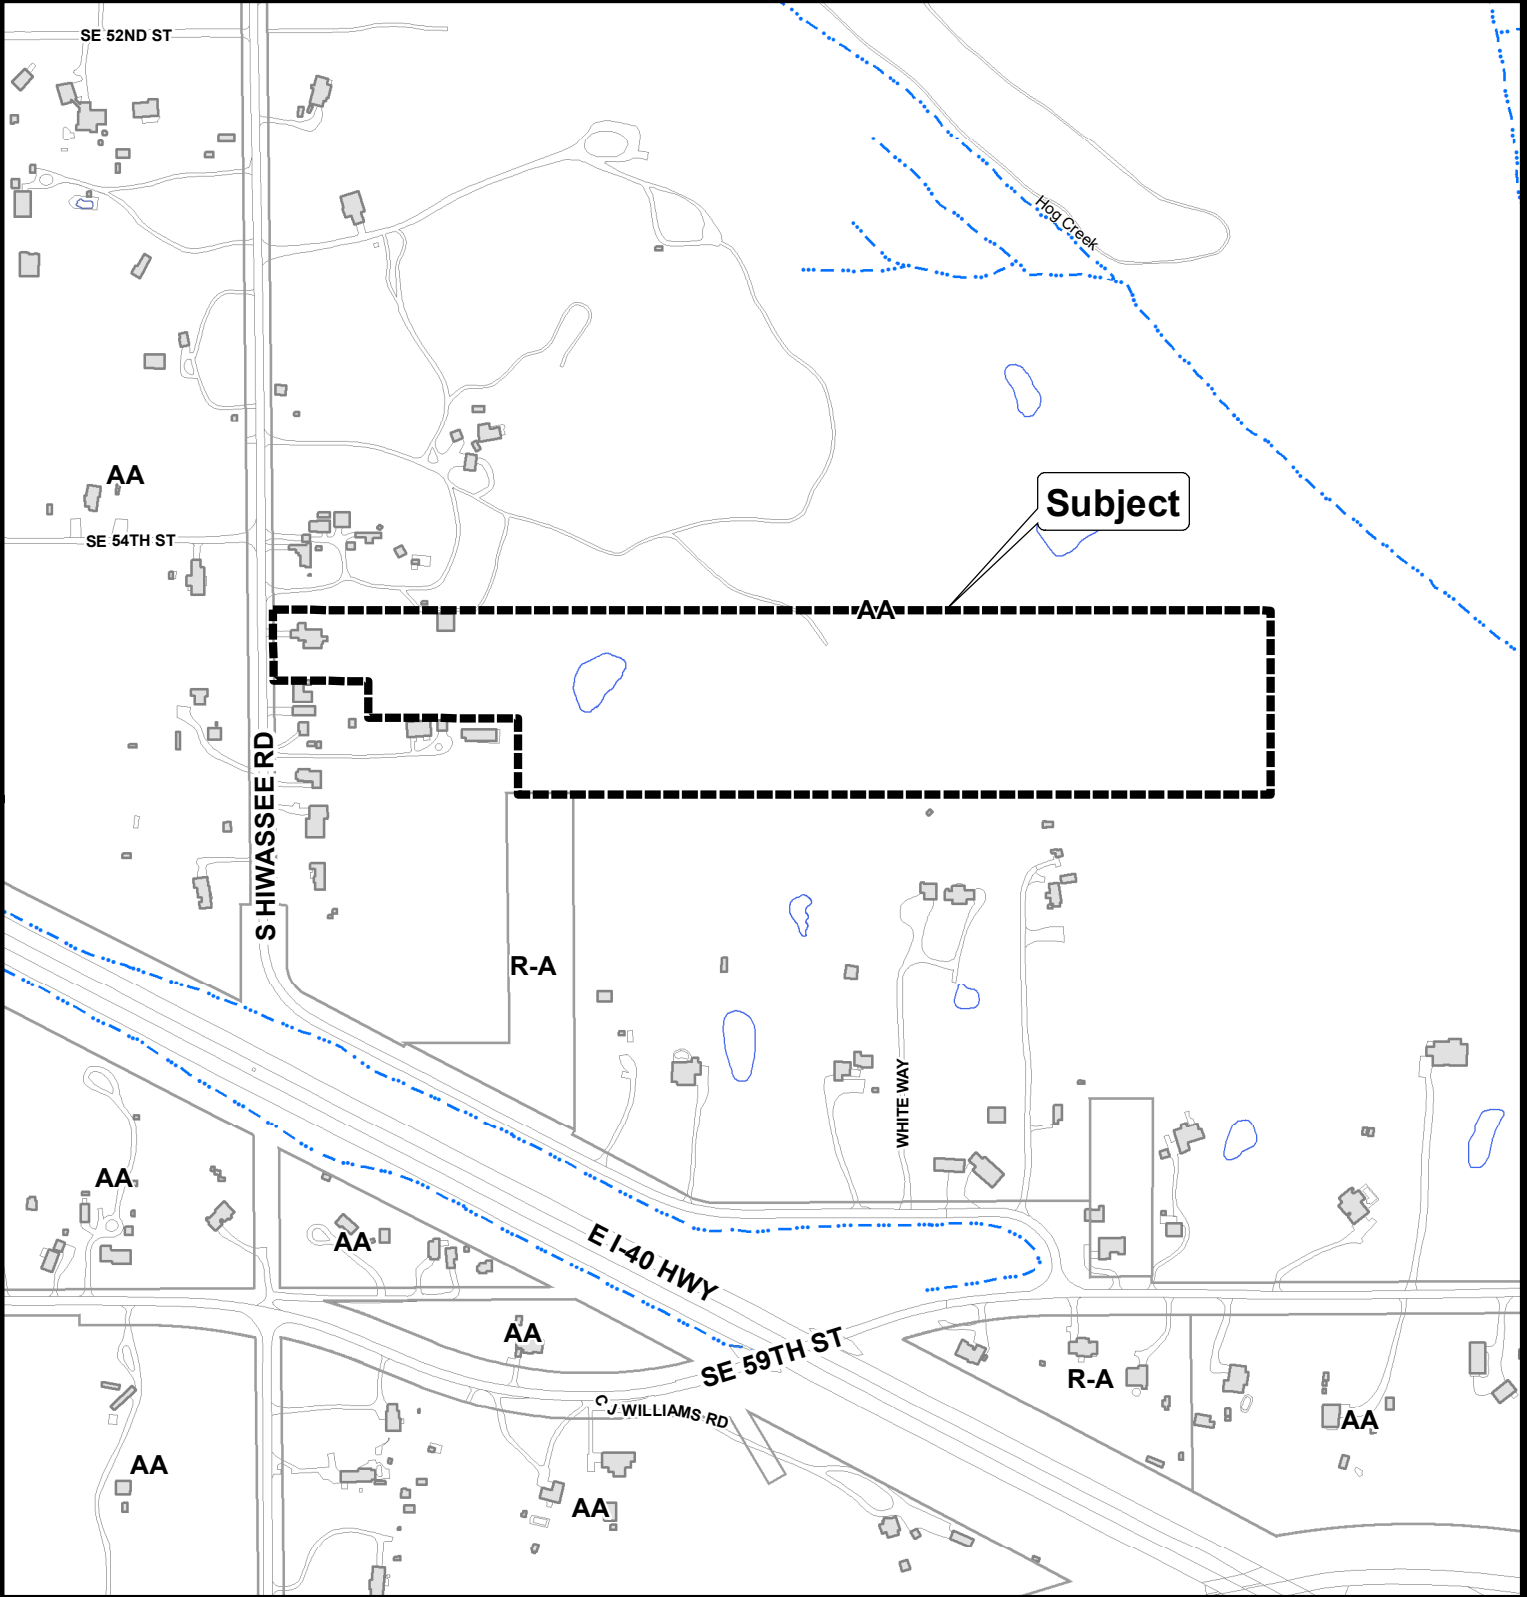 SE 52ND ST
Hog Creek
AA
Subject
SE 54TH ST
AA
S HIWASSEE RD
R-A
WHITE WAY
AA
AA
E I-40 HWY
AA
SE 59TH ST
R-A
C J WILLIAMS RD
AA
AA
AA